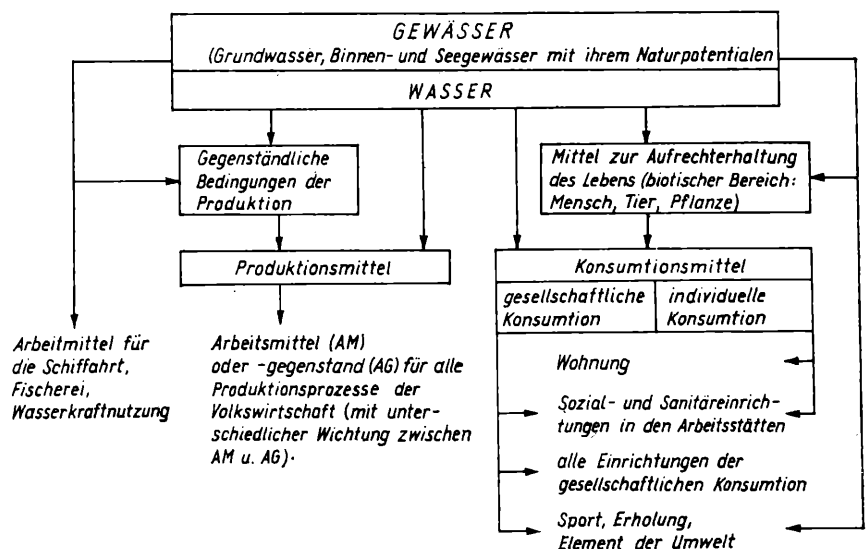 GEWÄSSER
(Grundwasser, Binnen- und Seegewässer mit ihrem Naturpotentialen
WASSER
Gegenständliche
Bedingungen der
Produktion
Mittel zur Aufrechterhaltung
des Lebens (biotischer Bereich:
Mensch, Tier, Pflanze)
Produktionsmittel
Konsumtionsmittel
gesellschaftliche
Konsumtion
individuelle
Konsumtion
Arbeitmittel für
die Schiffahrt,
Fischerei,
Wasserkraftnutzung
Arbeitsmittel (AM)
oder -gegenstand (AG) für alle
Produktionsprozesse der
Volkswirtschaft (mit unter-
schiedlicher Wichtung zwischen
AM u. AG).
Wohnung
Sozial- und Sanitäreinrich-
tungen in den Arbeitsstätten
alle Einrichtungen der
gesellschaftlichen Konsumtion
Sport, Erholung,
Element der Umwelt